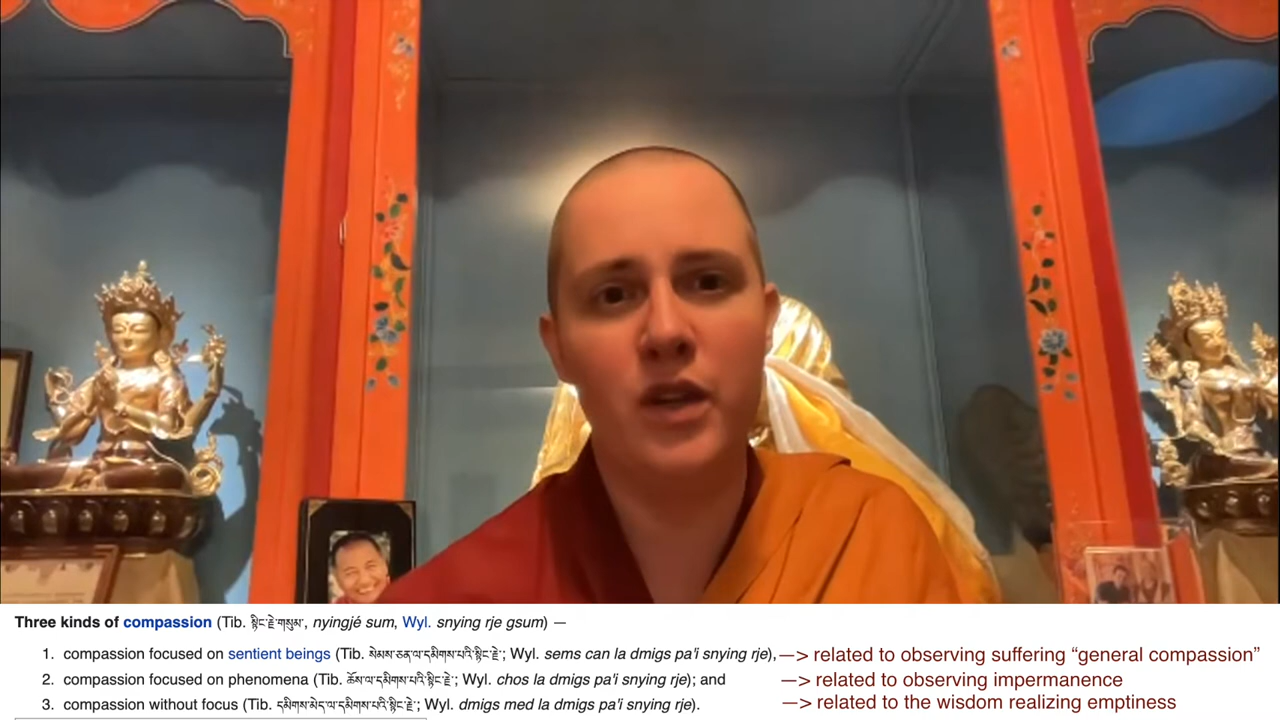 Three kinds of compassion (Tib. སྙིང་རྗེ་གསུམ་, nyingjé sum, Wyl. snying rje gsum) —
1. compassion focused on sentient beings (Tib. སེམས་ཅན་ལ་དམིགས་པའི་སྙིང་རྗེ་; Wyl. sems can la dmigs pa'i snying rje), —> related to observing suffering “general compassion”
2. compassion focused on phenomena (Tib. ཆོས་ལ་དམིགས་པའི་སྙིང་རྗེ་; Wyl. chos la dmigs pa'i snying rje); and —> related to observing impermanence
3. compassion without focus (Tib. དམིགས་མེད་ལ་དམིགས་པའི་སྙིང་རྗེ་; Wyl. dmigs med la dmigs pa'i snying rje). —> related to the wisdom realizing emptiness